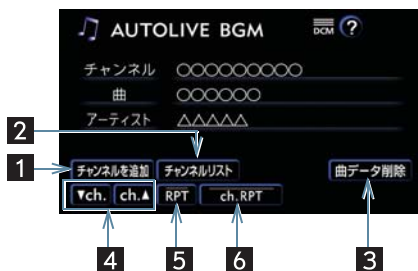 AUTOLIVE BGM DCM ?
チャンネル ○○○○○○○○○
曲 ○○○○○○
アーティスト △△△△△
2
1 チャンネルを追加 チャンネルリスト 曲データ削除
▼ch. ch.▲ RPT ch.RPT
4 5 6 3